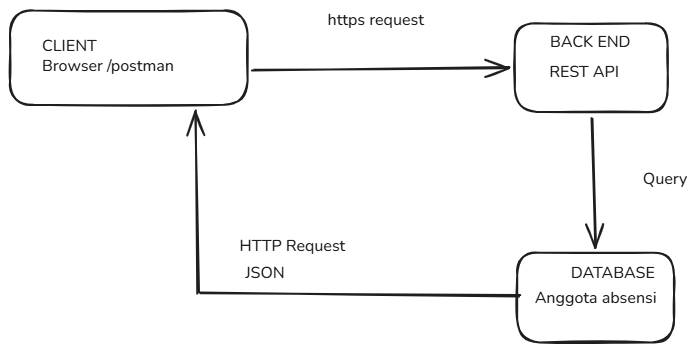 https request
CLIENT
Browser /postman
BACK END
REST API
Query
HTTP Request
JSON
DATABASE
Anggota absensi